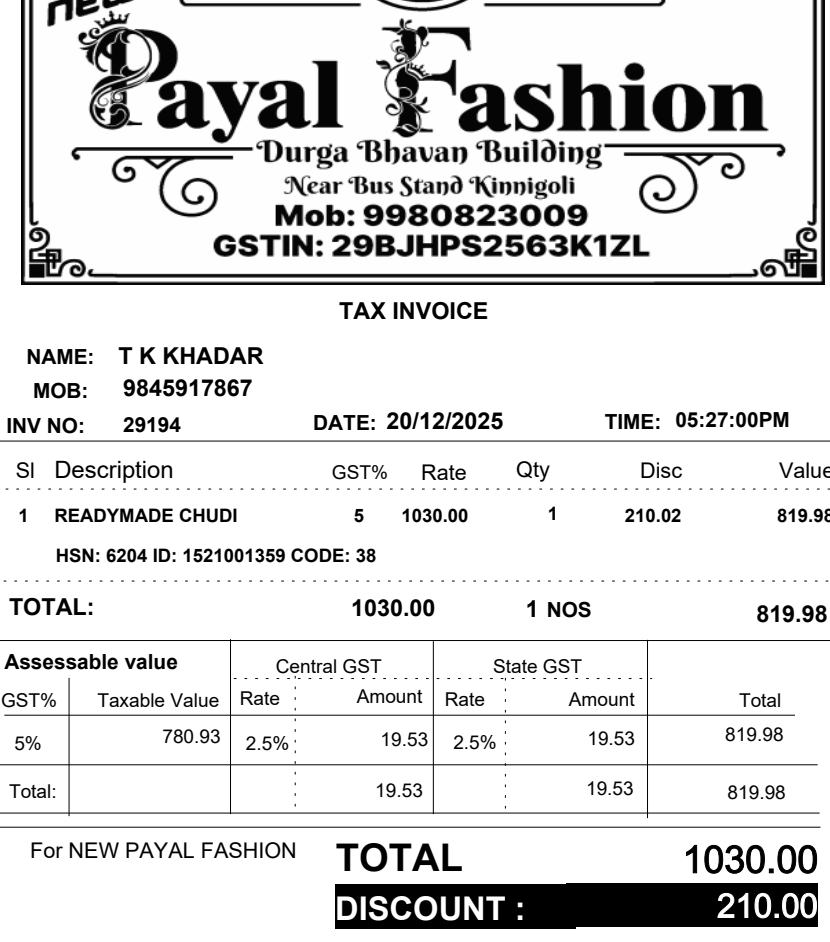 new
Payal Fashion
Durga Bhavan Building
Near Bus Stand Kinnigoli
Mob: 9980823009
GSTIN: 29BJHPS2563K1ZL
TAX INVOICE
NAME: T K KHADAR
MOB: 9845917867
INV NO: 29194 DATE: 20/12/2025 TIME: 05:27:00PM
Sl Description GST% Rate Qty Disc Value
1 READYMADE CHUDI 5 1030.00 1 210.02 819.98
HSN: 6204 ID: 1521001359 CODE: 38
TOTAL: 1030.00 1 NOS 819.98
Assessable value Central GST State GST
GST% Taxable Value Rate Amount Rate Amount Total
5% 780.93 2.5% 19.53 2.5% 19.53 819.98
Total: 19.53 19.53 819.98
For NEW PAYAL FASHION TOTAL 1030.00
DISCOUNT : 210.00